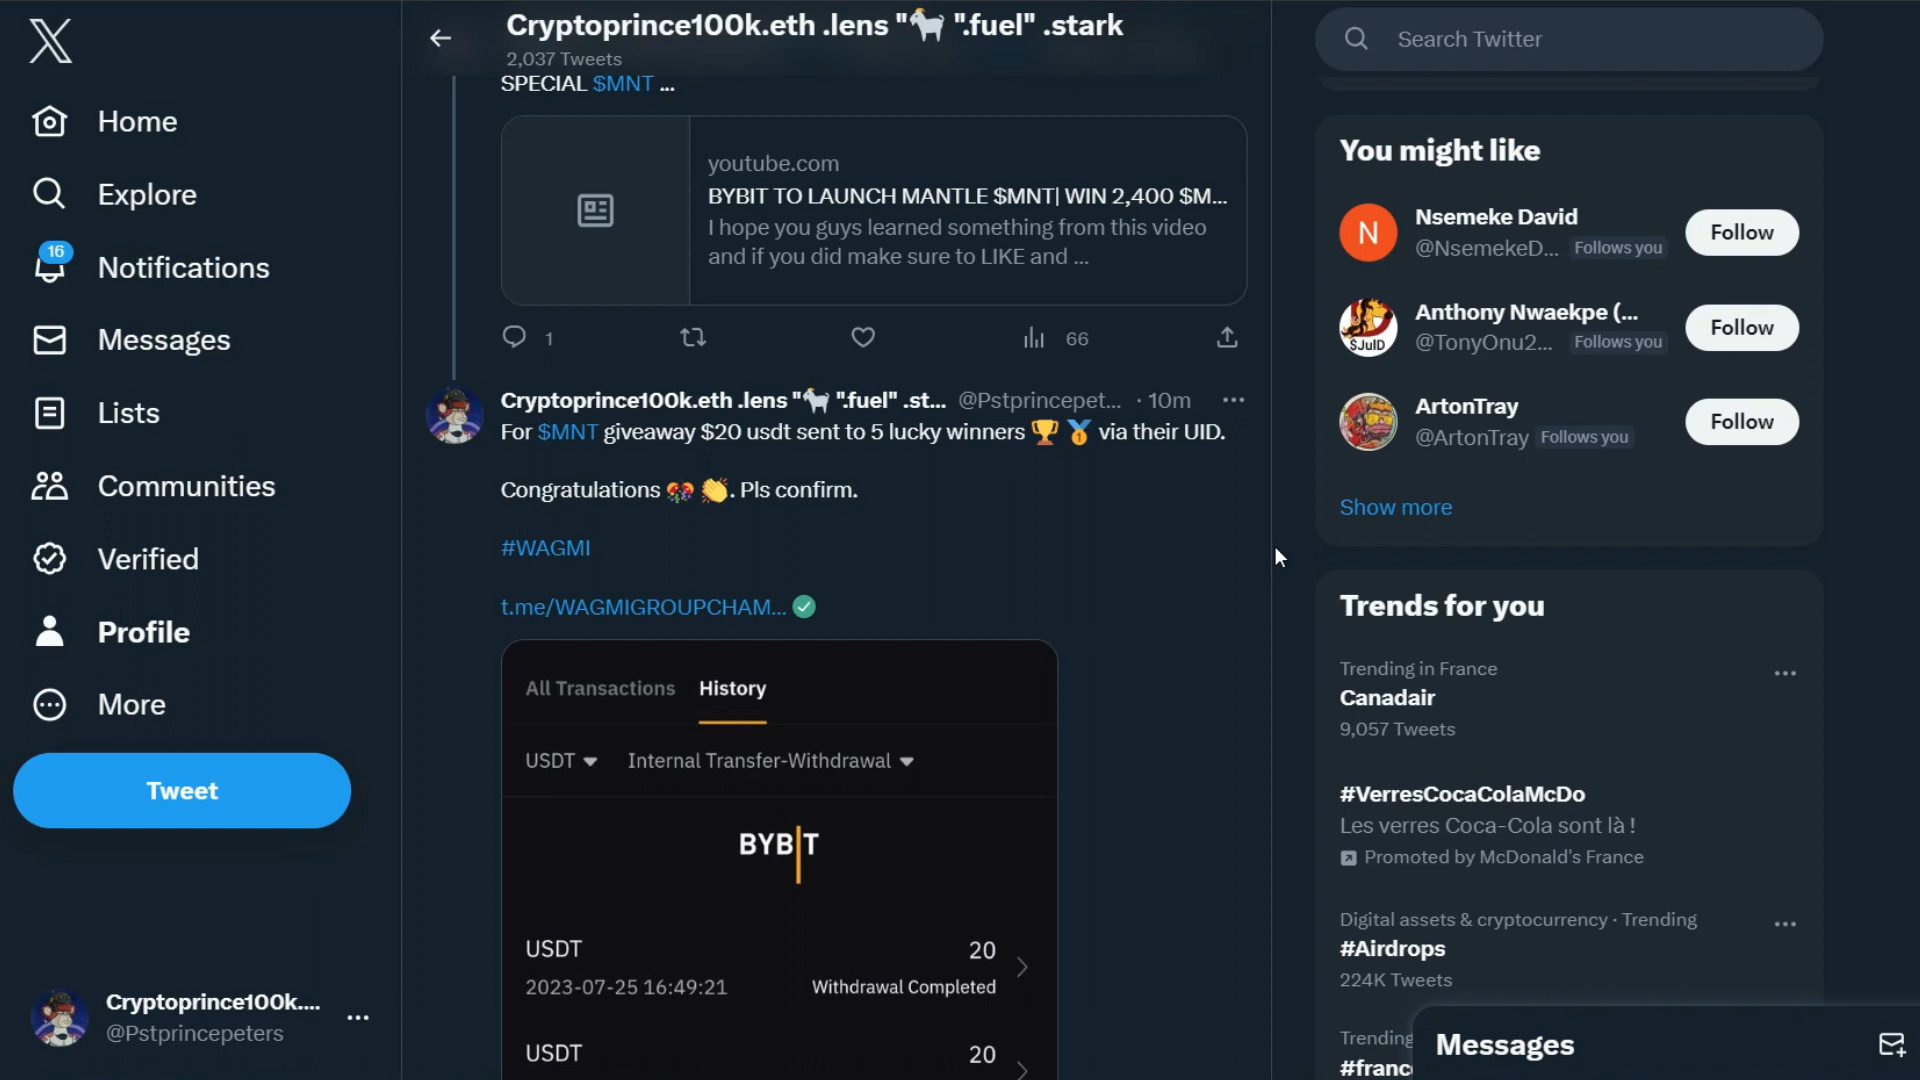 Home
Explore
16
Notifications
Messages
Lists
Communities
Verified
Profile
More
Tweet
Cryptoprince100k....
@Pstprincepeters
Cryptoprince100k.eth .lens "🐐 ".fuel" .stark
2,037 Tweets
SPECIAL $MNT ...
youtube.com
BYBIT TO LAUNCH MANTLE $MNT| WIN 2,400 $M...
I hope you guys learned something from this video
and if you did make sure to LIKE and ...
1
66
Cryptoprince100k.eth .lens "🐐 ".fuel" .st... @Pstprincepet... · 10m
For $MNT giveaway $20 usdt sent to 5 lucky winners 🏆 🥇 via their UID.
Congratulations 🎊 👏. Pls confirm.
#WAGMI
t.me/WAGMIGROUPCHAM... ✅
All Transactions History
USDT Internal Transfer-Withdrawal
BYBIT
USDT 20
2023-07-25 16:49:21 Withdrawal Completed
USDT 20
Search Twitter
You might like
N
Nsemeke David
@NsemekeD... Follows you
Follow
$JulD
Anthony Nwaekpe (...
@TonyOnu2... Follows you
Follow
ArtonTray
@ArtonTray Follows you
Follow
Show more
Trends for you
Trending in France
Canadair
9,057 Tweets
#VerresCocaColaMcDo
Les verres Coca-Cola sont là !
Promoted by McDonald's France
Digital assets & cryptocurrency · Trending
#Airdrops
224K Tweets
Trending
#franc
Messages